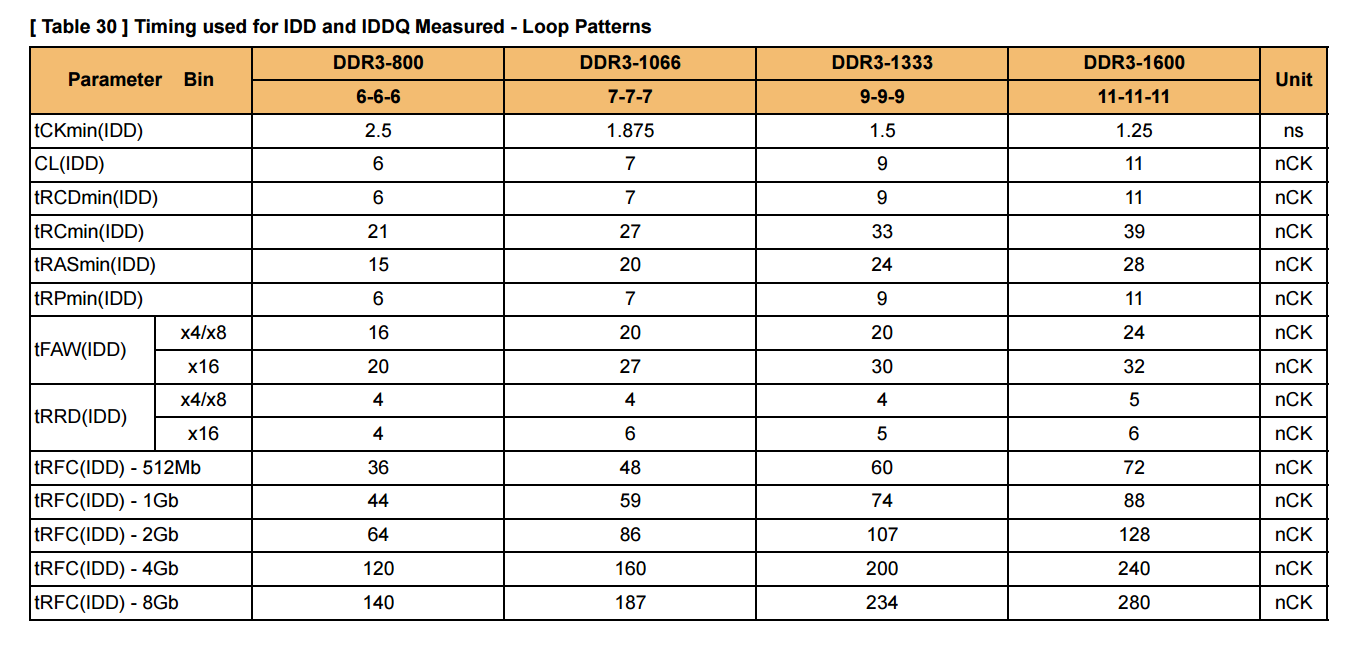 [ Table 30 ] Timing used for IDD and IDDQ Measured - Loop Patterns
Parameter Bin DDR3-800 DDR3-1066 DDR3-1333 DDR3-1600 Unit
6-6-6 7-7-7 9-9-9 11-11-11
tCKmin(IDD) 2.5 1.875 1.5 1.25 ns
CL(IDD) 6 7 9 11 nCK
tRCDmin(IDD) 6 7 9 11 nCK
tRCmin(IDD) 21 27 33 39 nCK
tRASmin(IDD) 15 20 24 28 nCK
tRPmin(IDD) 6 7 9 11 nCK
tFAW(IDD) x4/x8 16 20 20 24 nCK
x16 20 27 30 32 nCK
tRRD(IDD) x4/x8 4 4 4 5 nCK
x16 4 6 5 6 nCK
tRFC(IDD) - 512Mb 36 48 60 72 nCK
tRFC(IDD) - 1Gb 44 59 74 88 nCK
tRFC(IDD) - 2Gb 64 86 107 128 nCK
tRFC(IDD) - 4Gb 120 160 200 240 nCK
tRFC(IDD) - 8Gb 140 187 234 280 nCK